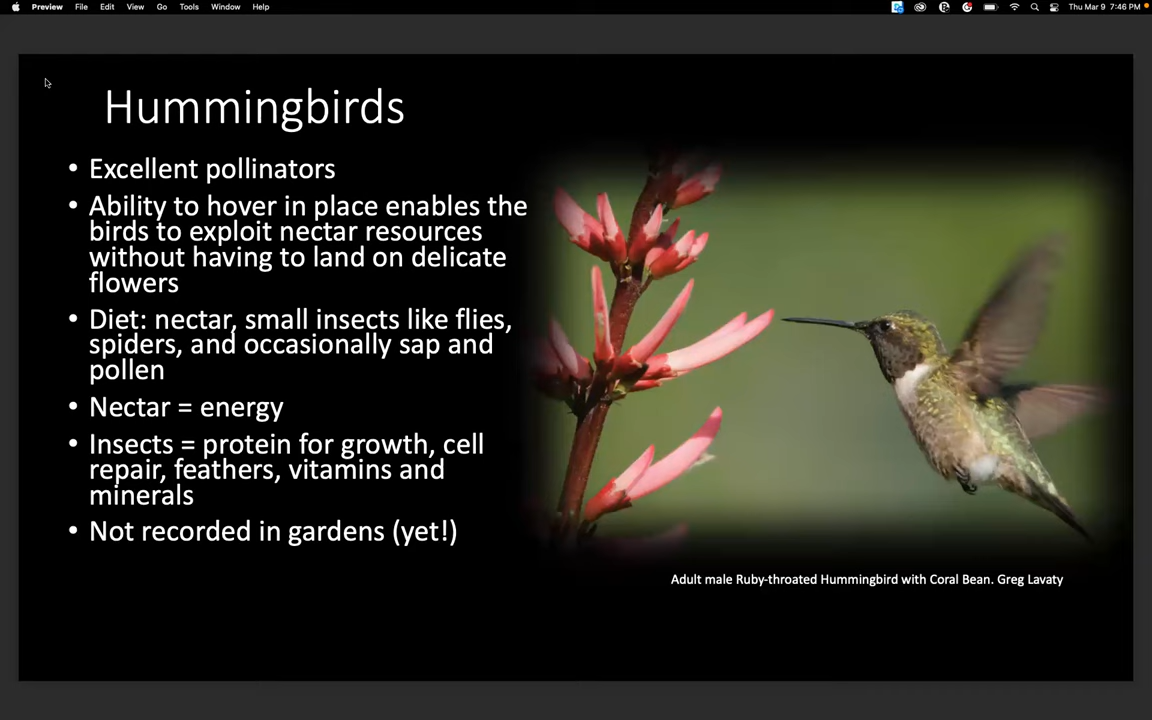 Preview File Edit View Go Tools Window Help Thu Mar 9 7:46 PM
Hummingbirds
• Excellent pollinators
• Ability to hover in place enables the
birds to exploit nectar resources
without having to land on delicate
flowers
• Diet: nectar, small insects like flies,
spiders, and occasionally sap and
pollen
• Nectar = energy
• Insects = protein for growth, cell
repair, feathers, vitamins and
minerals
• Not recorded in gardens (yet!)
Adult male Ruby-throated Hummingbird with Coral Bean. Greg Lavaty